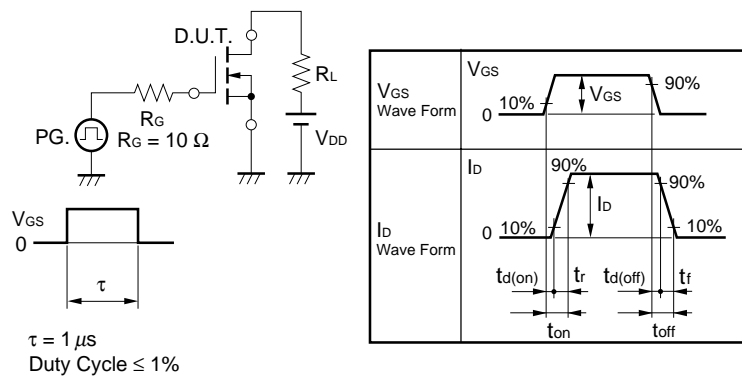 D.U.T.
RL
RG
PG.
RG = 10 Ω
VDD
VGS
0
τ
τ = 1 μs
Duty Cycle ≤ 1%
VGS
Wave Form
VGS
10%
0
VGS
90%
ID
Wave Form
ID
90%
90%
ID
0
10%
10%
td(on)
tr
td(off)
tf
ton
toff